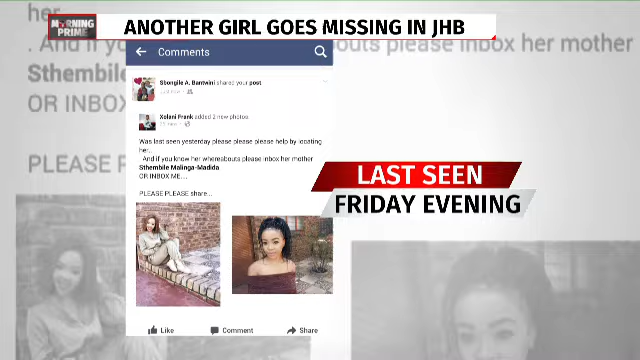 MORNING
PRIME
ANOTHER GIRL GOES MISSING IN JHB
Comments
Sbongile A. Bantwini shared your post.
Xolani Frank added 2 new photos.
Was last seen yesterday please please please help by locating
her..
. And if you know her whereabouts please inbox her mother
Sthembile Malinga-Madida.
OR INBOX ME....
PLEASE PLEASE share...
Like
Comment
Share
LAST SEEN
FRIDAY EVENING
her..
. And if yo
outs please inbox her mother
Sthembile
OR INBOX
PLEASE P